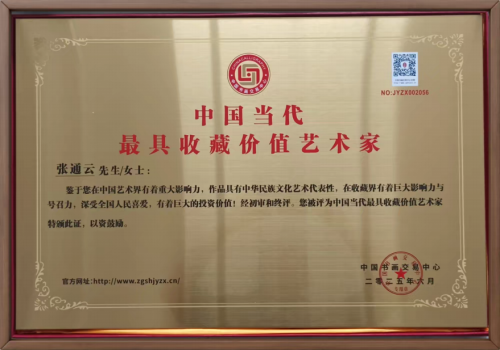 NO:JYZX002056
中国当代
最具收藏价值艺术家
张通云 先生/女士：
鉴于您在中国艺术界有着重大影响力，作品具有中华民族文化艺术代表性，在收藏界有着巨大影响力与
号召力，深受全国人民喜爱，有着巨大的投资价值！经初审和终评，您被评为中国当代最具收藏价值艺术家
特颁此证，以资鼓励。
中国书画交易中心
官方网址:http://www.zgshjyzx.cn/
二零二五年六月